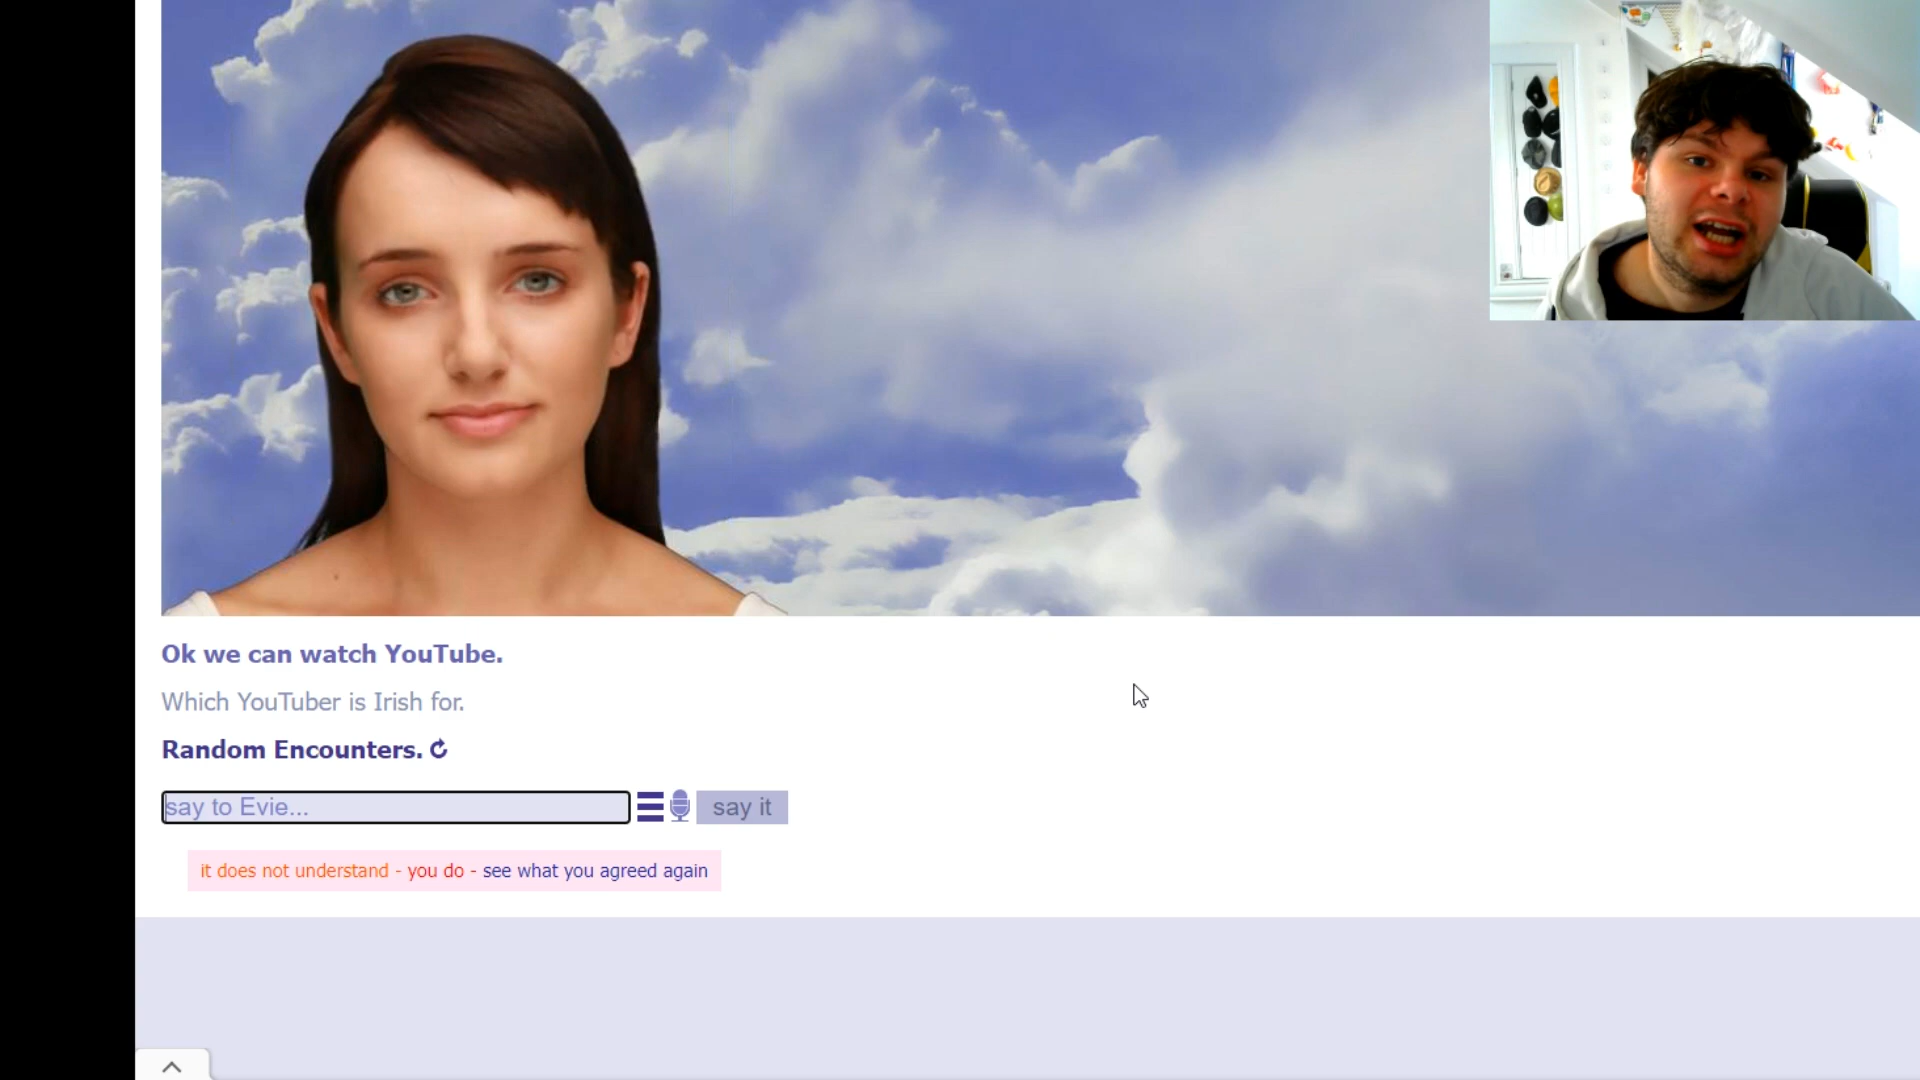 Ok we can watch YouTube.
Which YouTuber is Irish for.
Random Encounters.
say to Evie... say it
it does not understand - you do - see what you agreed again